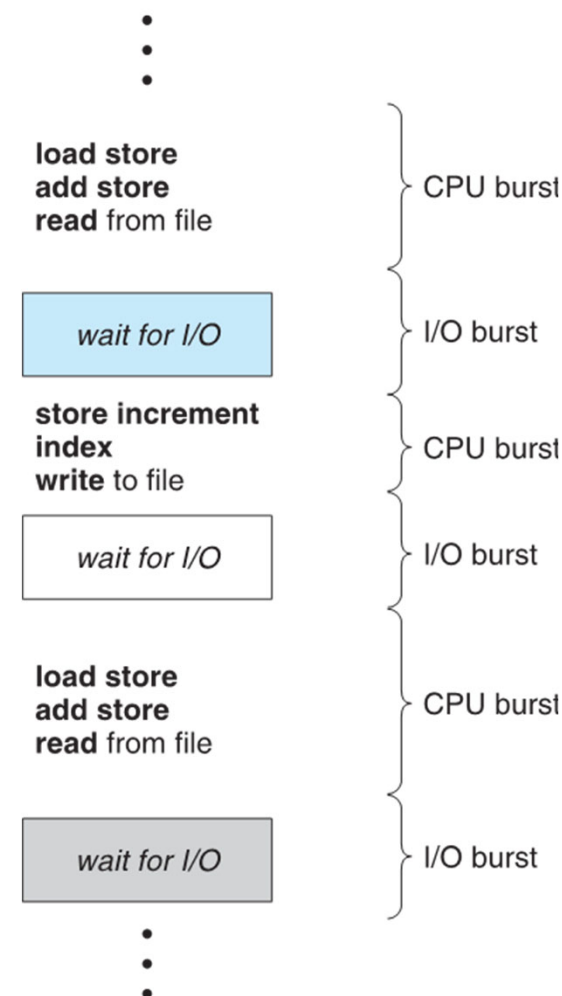 load store
add store
read from file
CPU burst
wait for I/O
I/O burst
store increment
index
write to file
CPU burst
wait for I/O
I/O burst
load store
add store
read from file
CPU burst
wait for I/O
I/O burst